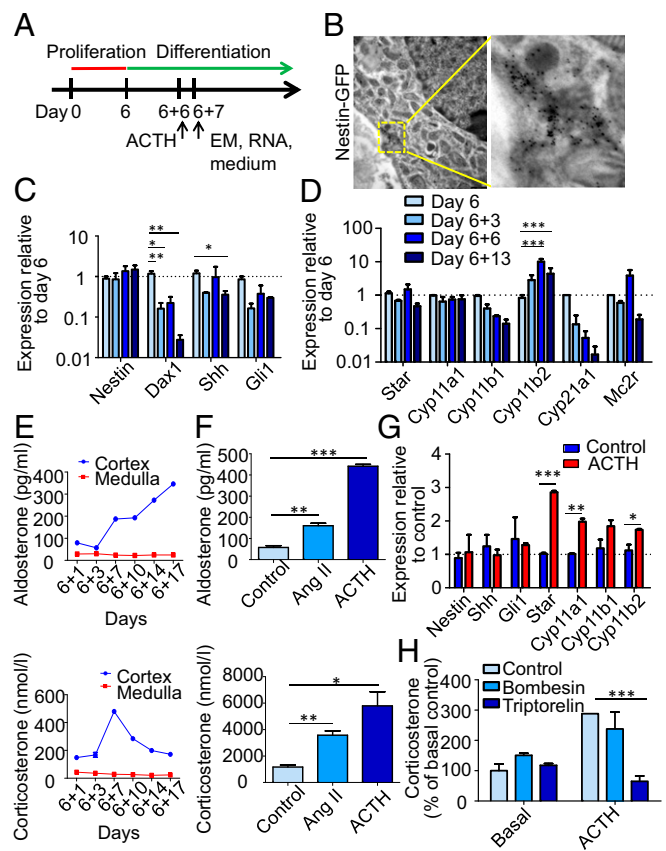 A
Proliferation Differentiation
Day 0 6 6+6 6+7
ACTH EM, RNA,
medium
B
Nestin-GFP
C
Expression relative
to day 6
10
1
0.1
0.01
**
*
**
*
Nestin
Dax1
Shh
Gli1
D
Day 6
Day 6+3
Day 6+6
Day 6+13
Expression relative
to day 6
100
10
1
0.1
0.01
***
***
Star
Cyp11a1
Cyp11b1
Cyp11b2
Cyp21a1
Mc2r
E
Aldosterone (pg/ml)
400
300
200
100
0
Cortex
Medulla
6+1
6+3
6+7
6+10
6+14
6+17
Days
Corticosterone (nmol/l)
600
400
200
0
Cortex
Medulla
6+1
6+3
6+7
6+10
6+14
6+17
Days
F
Aldosterone (pg/ml)
500
400
300
200
100
0
***
**
Control
Ang II
ACTH
Corticosterone (nmol/l)
8000
6000
4000
2000
0
*
**
Control
Ang II
ACTH
G
Control
ACTH
Expression relative
to control
4
3
2
1
0
***
**
*
Nestin
Shh
Gli1
Star
Cyp11a1
Cyp11b1
Cyp11b2
H
Control
Bombesin
Triptorelin
Corticosterone
(% of basal control)
400
300
200
100
0
***
Basal
ACTH